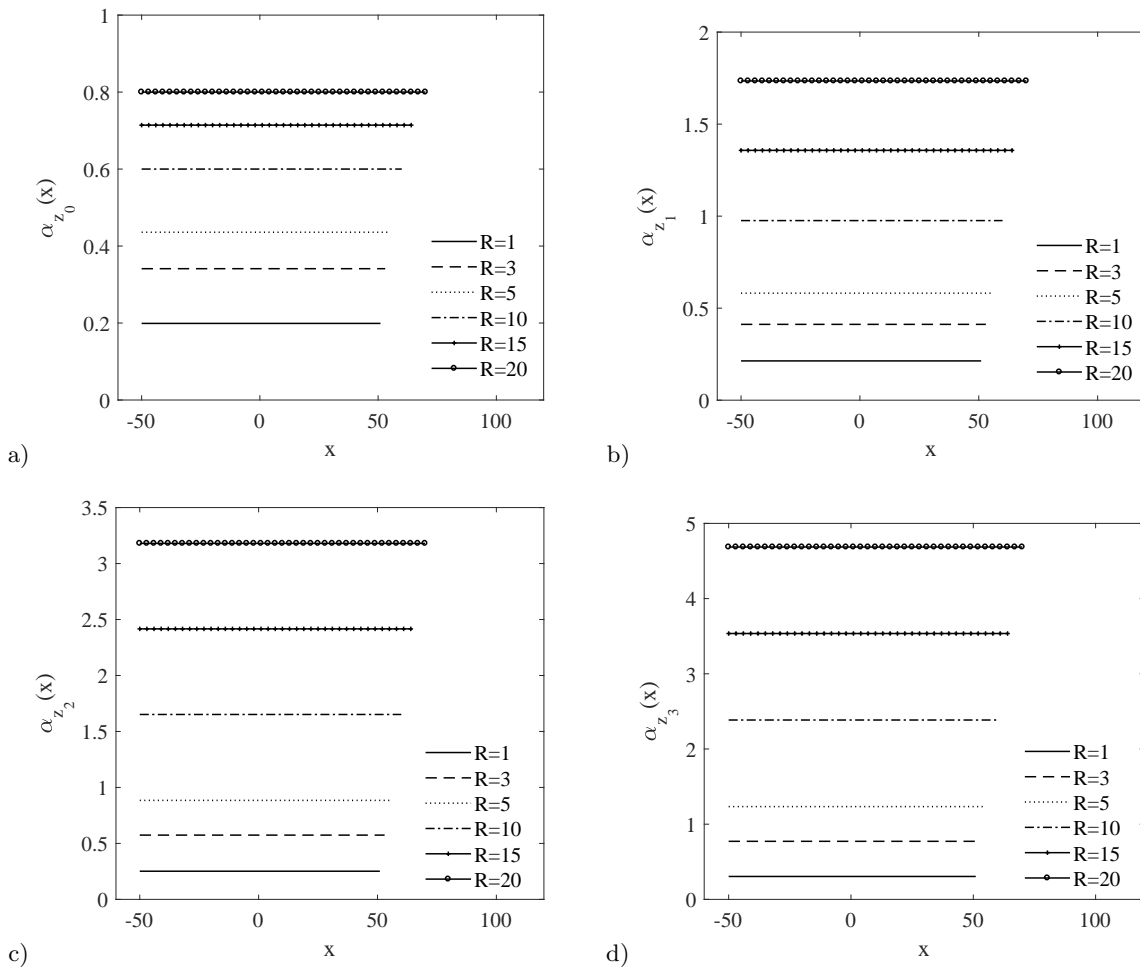 1
0.8
0.6
0.4
0.2
0
-50 0 50 100
x
α_{z_0}(x)
R=1
R=3
R=5
R=10
R=15
R=20
a)
2
1.5
1
0.5
0
-50 0 50 100
x
α_{z_1}(x)
R=1
R=3
R=5
R=10
R=15
R=20
b)
3.5
3
2.5
2
1.5
1
0.5
0
-50 0 50 100
x
α_{z_2}(x)
R=1
R=3
R=5
R=10
R=15
R=20
c)
5
4
3
2
1
0
-50 0 50 100
x
α_{z_3}(x)
R=1
R=3
R=5
R=10
R=15
R=20
d)